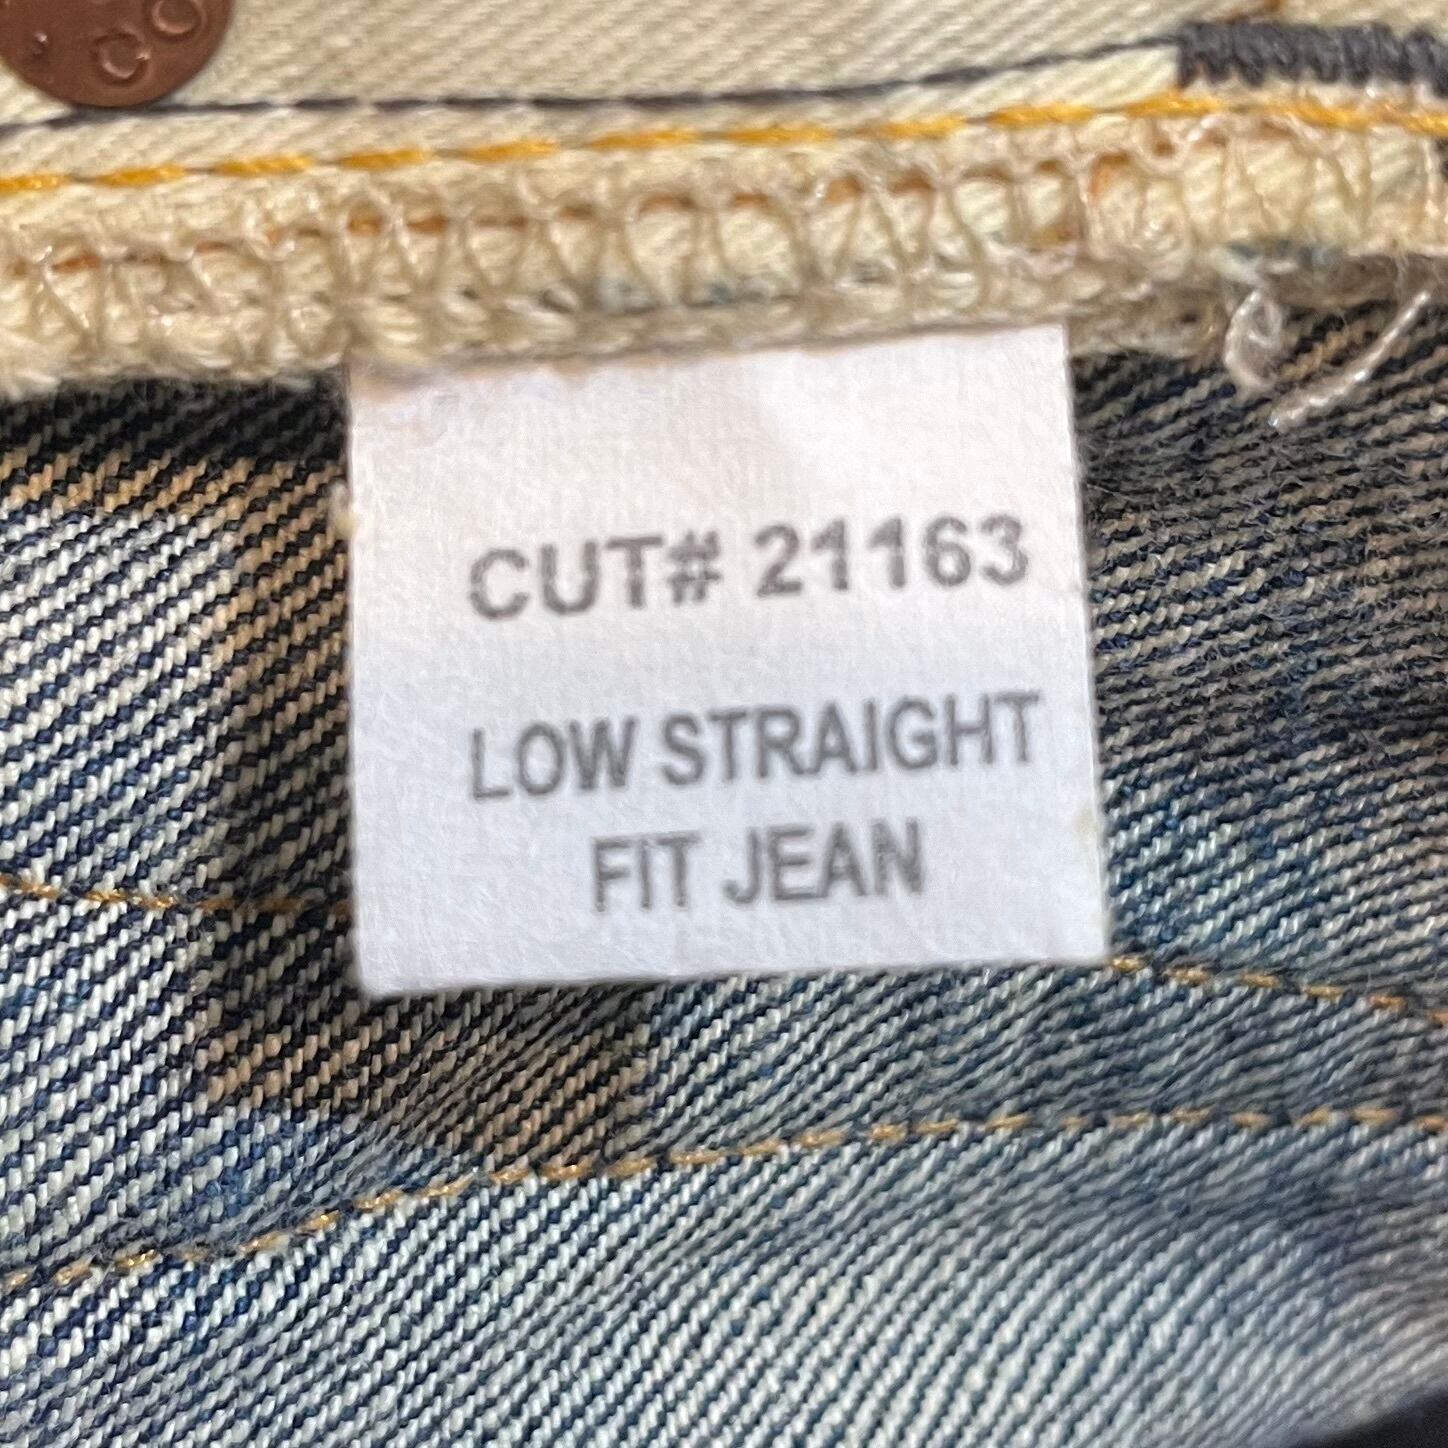 CUT# 21163
LOW STRAIGHT
FIT JEAN